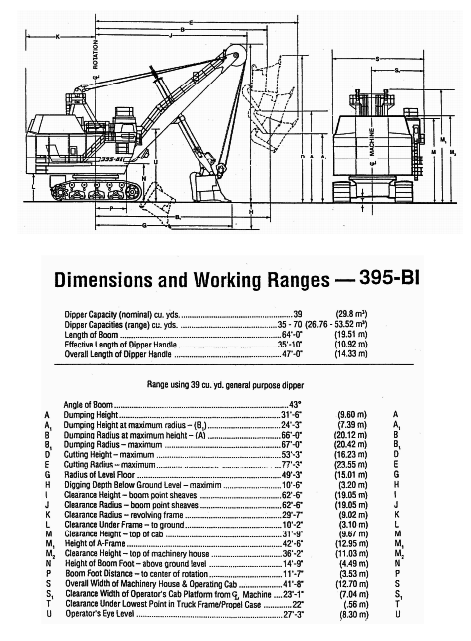 E
B
K
J
ROTATION
395-BI
L
N
U
P
G
B₁
H
I
D
A
A₁
S
S₁
MACHINE
M
M₁
M₂
T
Dimensions and Working Ranges — 395-BI
Dipper Capacity (nominal) cu. yds. 39 (29.8 m³)
Dipper Capacities (range) cu. yds. 35 - 70 (26.76 - 53.52 m³)
Length of Boom 64'-0" (19.51 m)
Effective Length of Dipper Handle 35'-10" (10.92 m)
Overall Length of Dipper Handle 47'-0" (14.33 m)
Range using 39 cu. yd. general purpose dipper
Angle of Boom 43°
A Dumping Height 31'-6" (9.60 m) A
A₁ Dumping Height at maximum radius – (B₁) 24'-3" (7.39 m) A₁
B Dumping Radius at maximum height – (A) 66'-0" (20.12 m) B
B₁ Dumping Radius – maximum 67'-0" (20.42 m) B₁
D Cutting Height – maximum 53'-3" (16.23 m) D
E Cutting Radius – maximum 77'-3" (23.55 m) E
G Radius of Level Floor 49'-3" (15.01 m) G
H Digging Depth Below Ground Level – maximim 10'-6" (3.20 m) H
I Clearance Height – boom point sheaves 62'-6" (19.05 m) I
J Clearance Radius – boom point sheaves 62'-6" (19.05 m) J
K Clearance Radius – revolving frame 29'-7" (9.02 m) K
L Clearance Under Frame – to ground 10'-2" (3.10 m) L
M Clearance Height – top of cab 31'-9" (9.67 m) M
M₁ Height of A-Frame 42'-6" (12.95 m) M₁
M₂ Clearance Height – top of machinery house 36'-2" (11.03 m) M₂
N Height of Boom Foot – above ground level 14'-9" (4.49 m) N
P Boom Foot Distance – to center of rotation 11'-7" (3.53 m) P
S Overall Width of Machinery House & Operating Cab 41'-8" (12.70 m) S
S₁ Clearance Width of Operator's Cab Platform from ℄ Machine 23'-1" (7.04 m) S₁
T Clearance Under Lowest Point in Truck Frame/Propel Case 22" (.56 m) T
U Operator's Eye Level 27'-3" (8.30 m) U